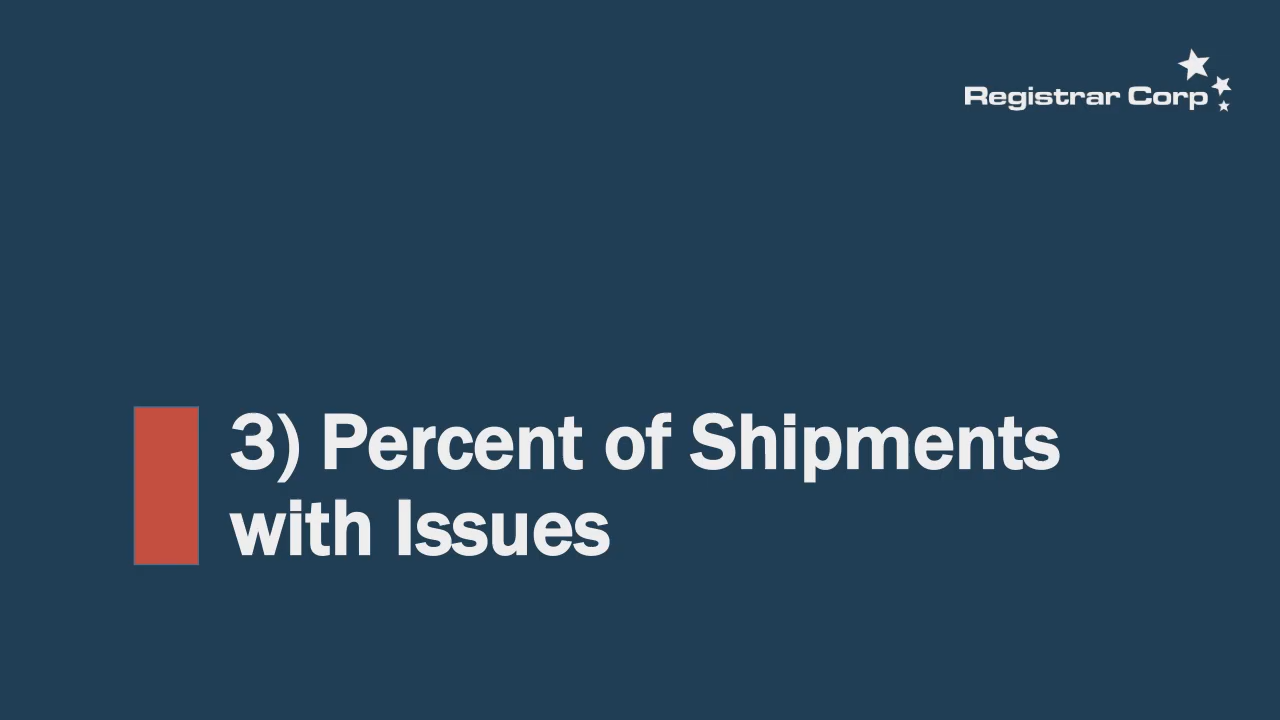 Registrar Corp
3) Percent of Shipments
with Issues